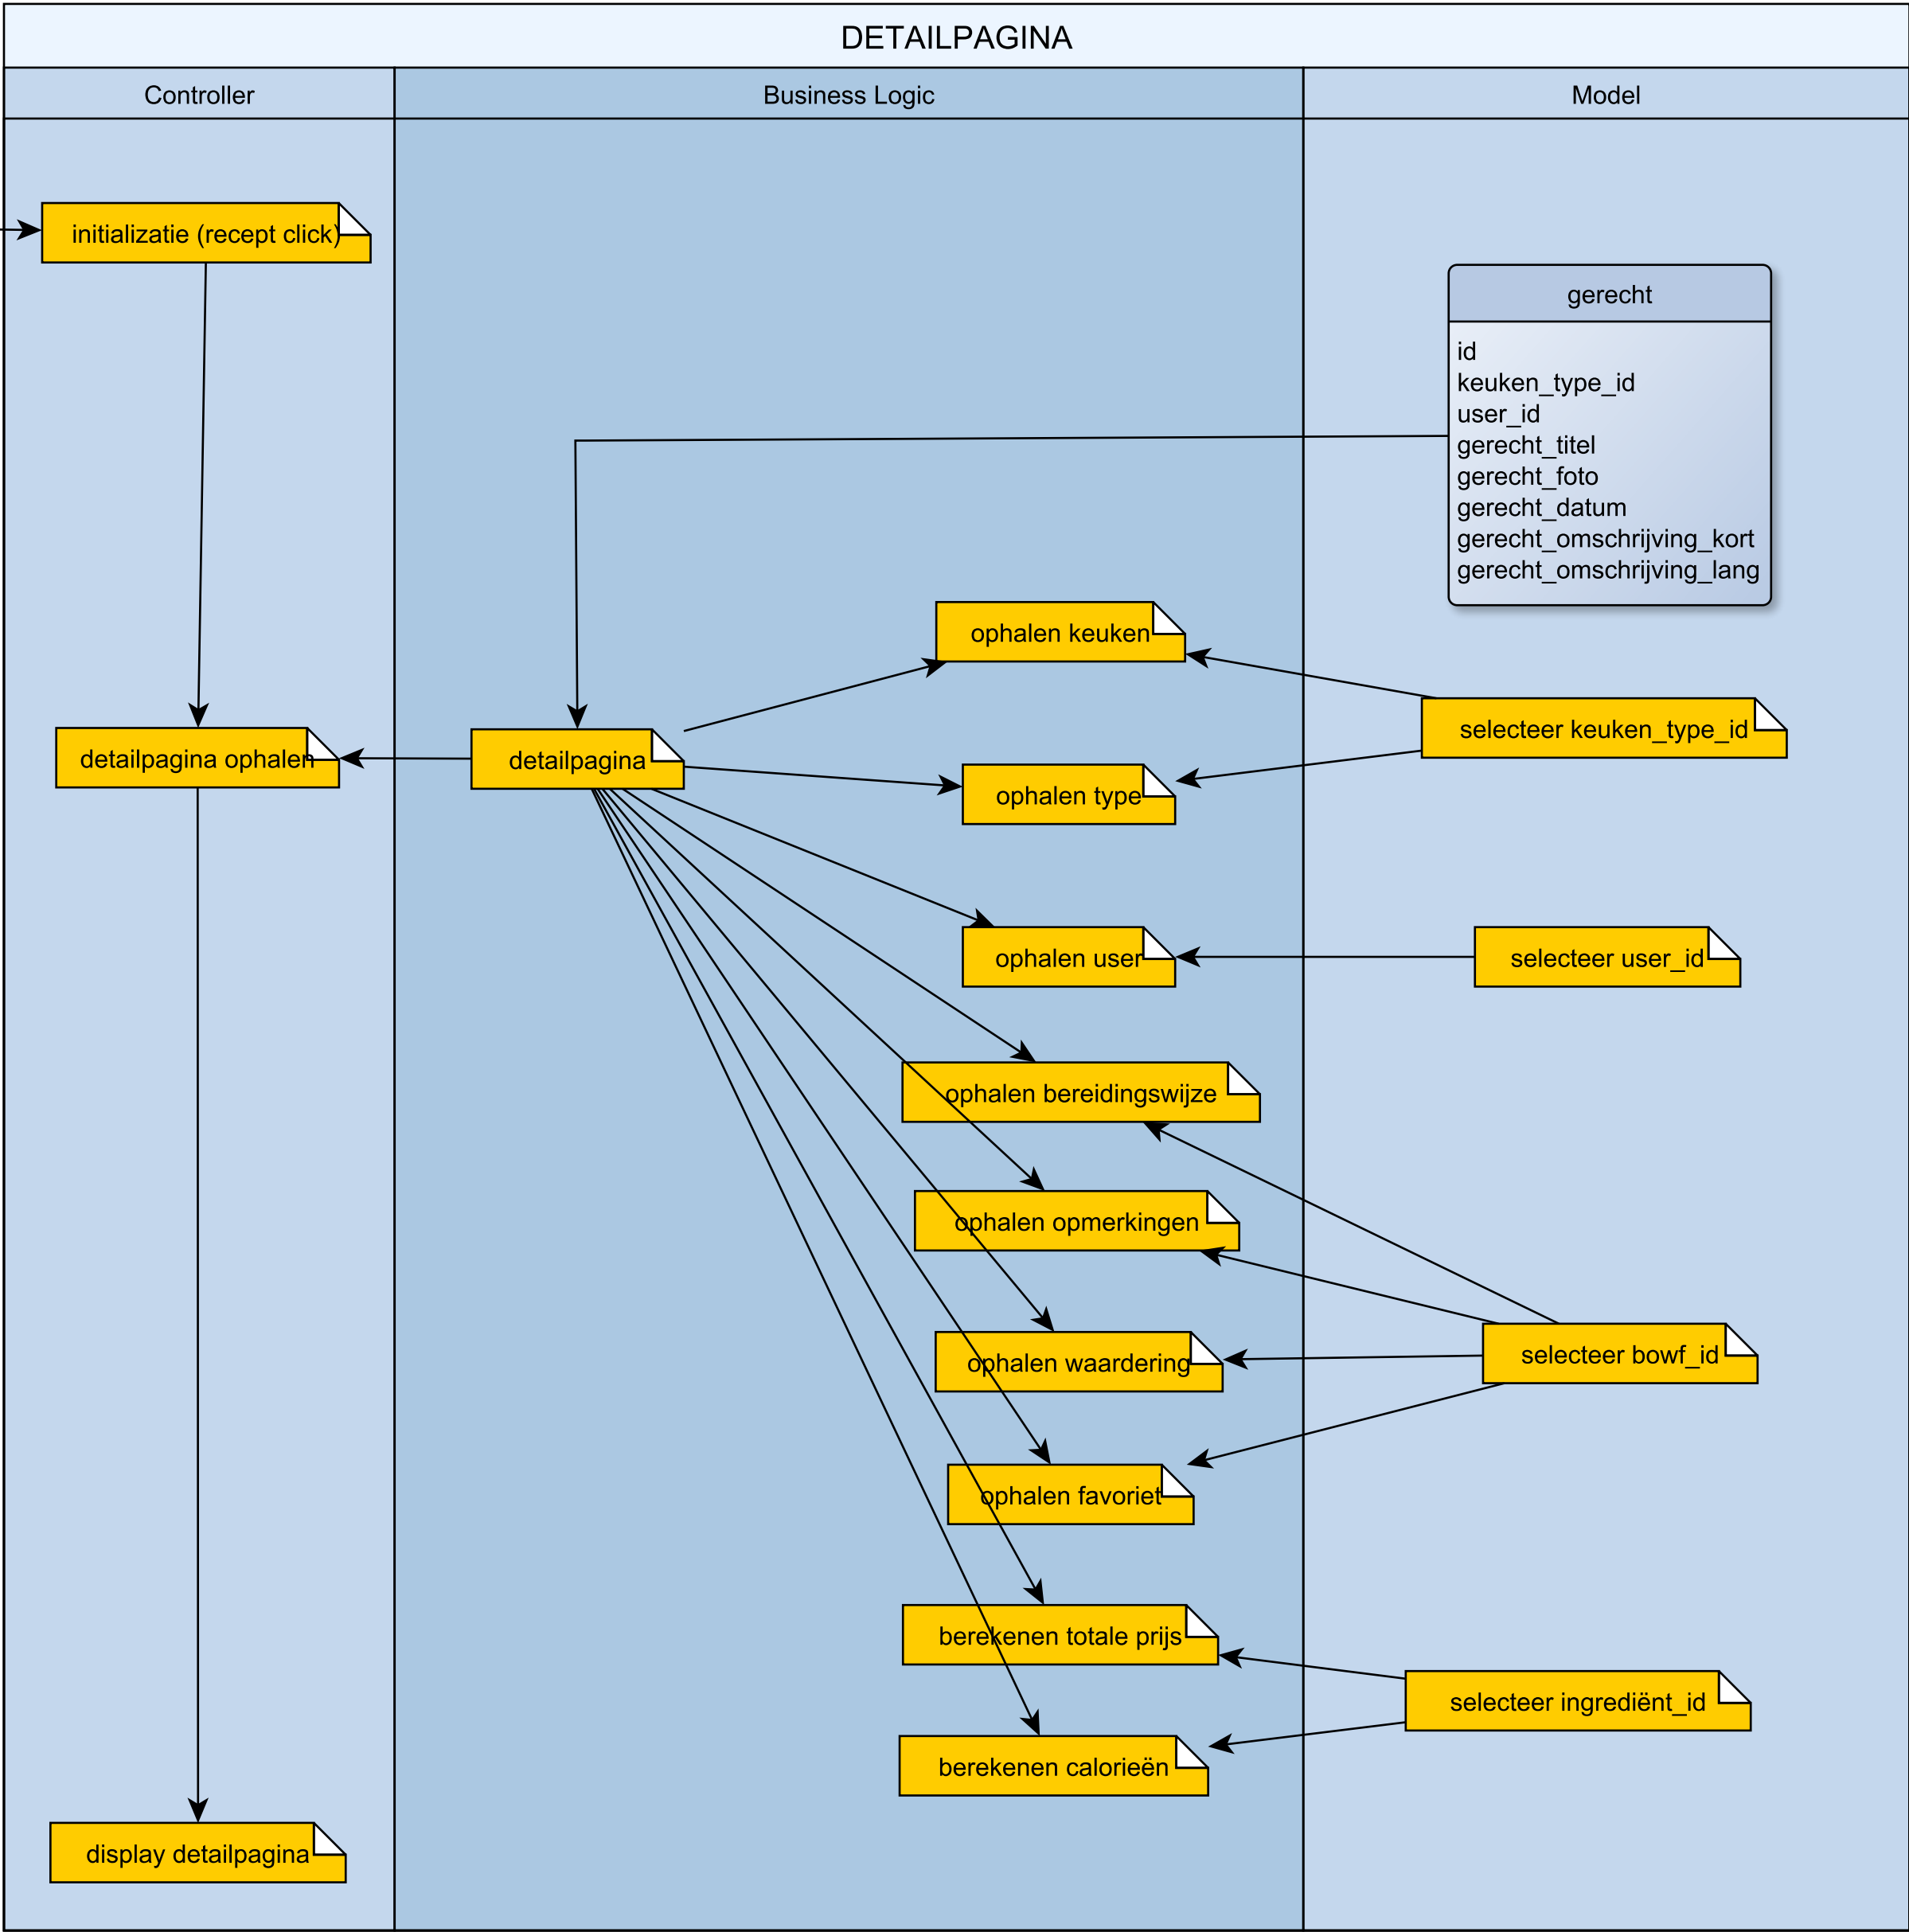 DETAILPAGINA
Controller
Business Logic
Model
initializatie (recept click)
gerecht
id
keuken_type_id
user_id
gerecht_titel
gerecht_foto
gerecht_datum
gerecht_omschrijving_kort
gerecht_omschrijving_lang
ophalen keuken
selecteer keuken_type_id
detailpagina ophalen
detailpagina
ophalen type
ophalen user
selecteer user_id
ophalen bereidingswijze
ophalen opmerkingen
ophalen waardering
selecteer bowf_id
ophalen favoriet
berekenen totale prijs
selecteer ingrediënt_id
berekenen calorieën
display detailpagina